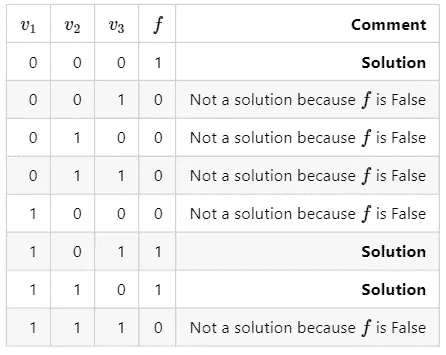 v₁ v₂ v₃ f Comment
0 0 0 1 Solution
0 0 1 0 Not a solution because f is False
0 1 0 0 Not a solution because f is False
0 1 1 0 Not a solution because f is False
1 0 0 0 Not a solution because f is False
1 0 1 1 Solution
1 1 0 1 Solution
1 1 1 0 Not a solution because f is False